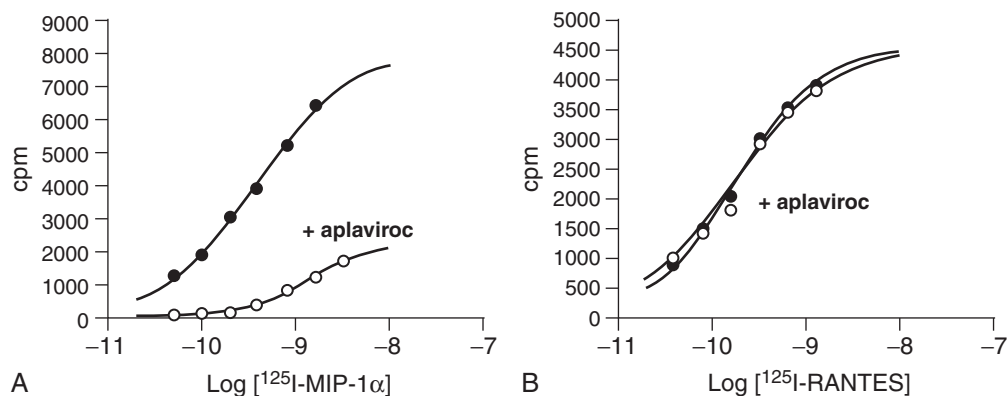 9000
8000
7000
6000
5000
4000
3000
2000
1000
0
cpm
+ aplaviroc
−11 −10 −9 −8 −7
A Log [¹²⁵I-MIP-1α]
5000
4500
4000
3500
3000
2500
2000
1500
1000
500
0
cpm
+ aplaviroc
−11 −10 −9 −8 −7
B Log [¹²⁵I-RANTES]